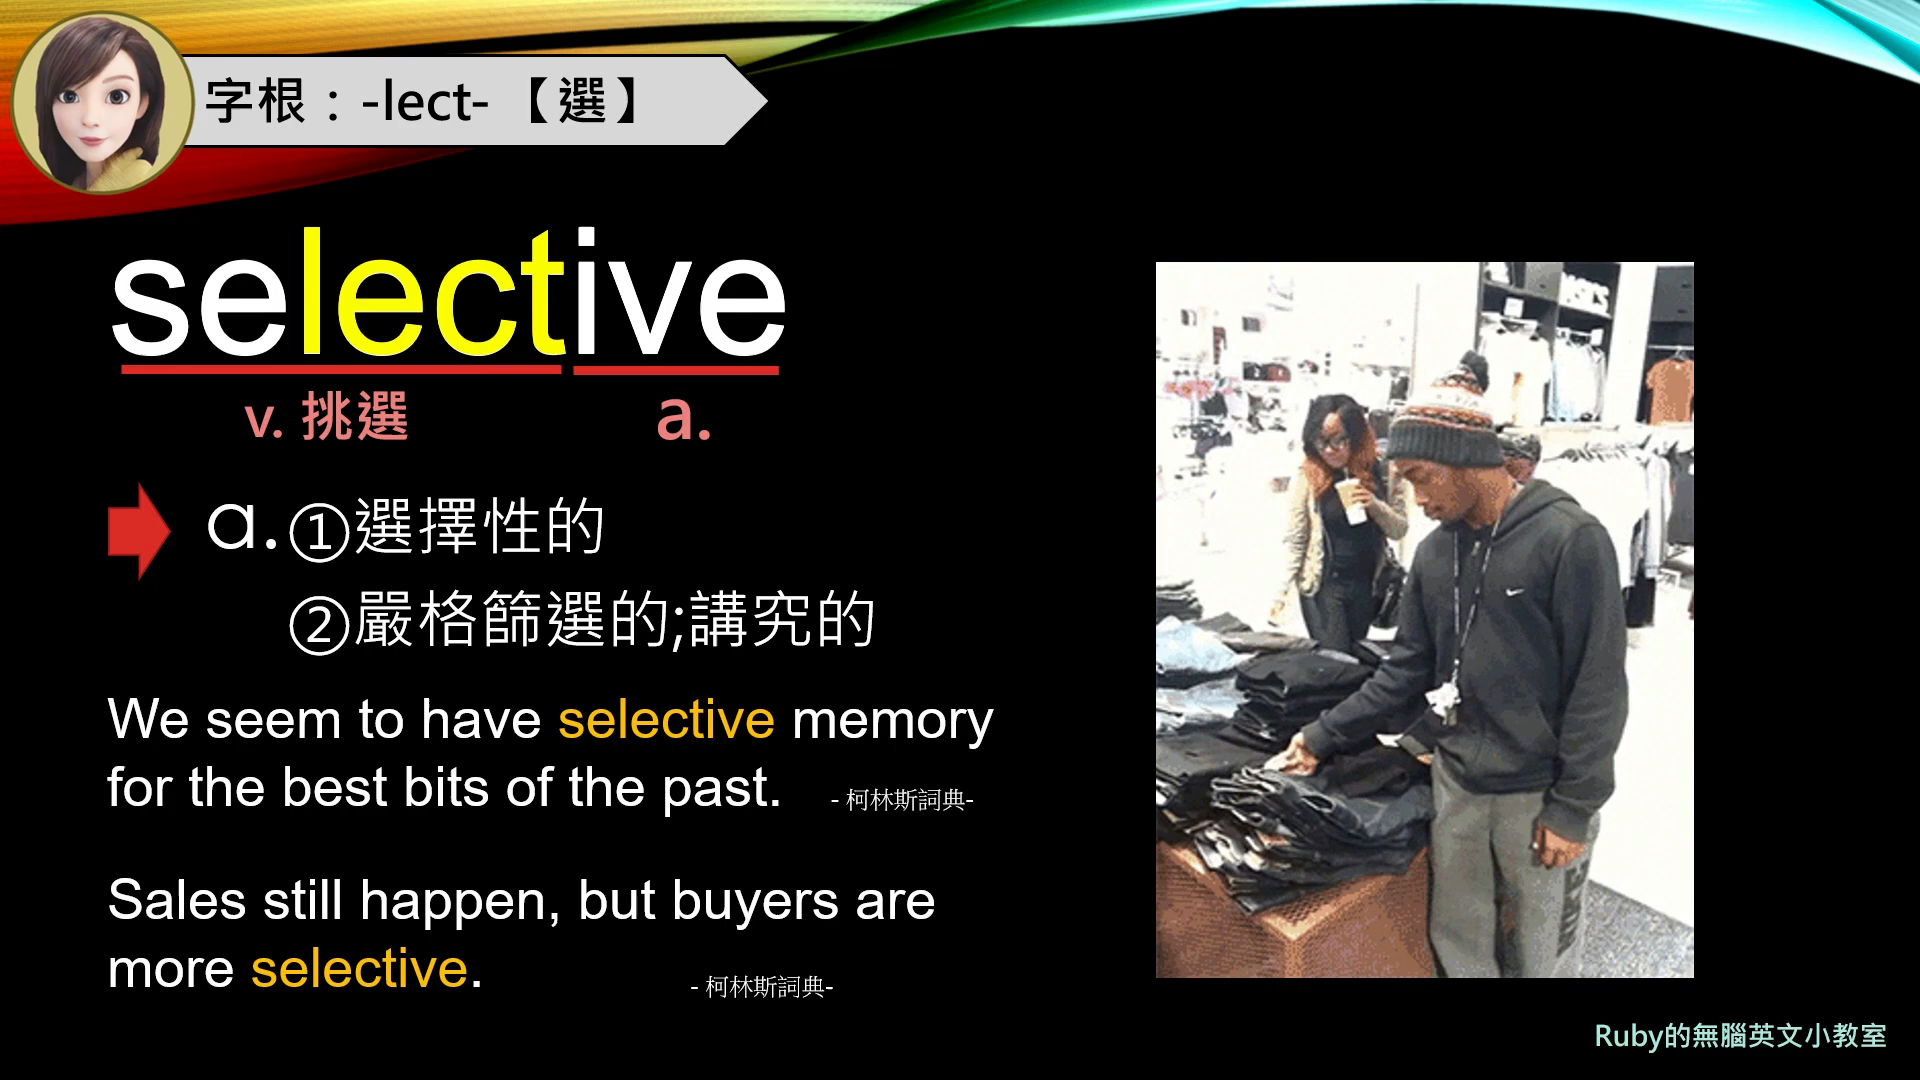 字根：-lect-【選】
selective
v. 挑選 a.
a.①選擇性的
②嚴格篩選的;講究的
We seem to have selective memory
for the best bits of the past. - 柯林斯詞典-
Sales still happen, but buyers are
more selective. - 柯林斯詞典-
Ruby的無腦英文小教室